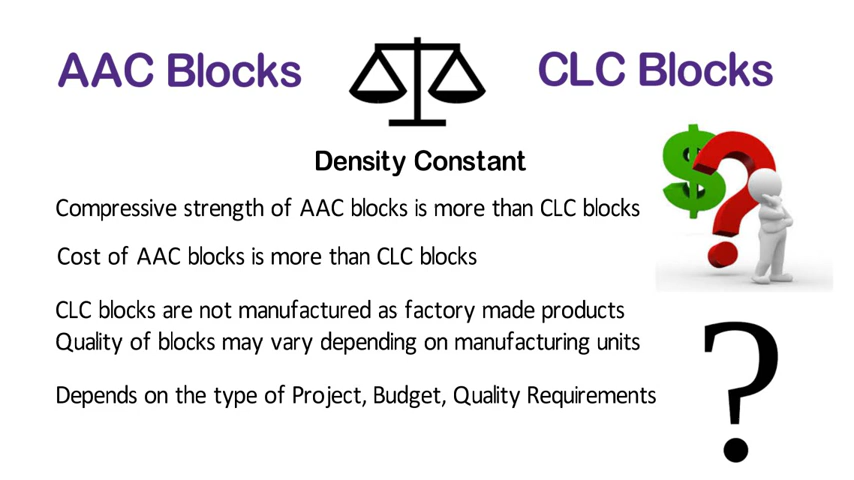 AAC Blocks
CLC Blocks
Density Constant
Compressive strength of AAC blocks is more than CLC blocks
Cost of AAC blocks is more than CLC blocks
CLC blocks are not manufactured as factory made products
Quality of blocks may vary depending on manufacturing units
Depends on the type of Project, Budget, Quality Requirements
$?
?